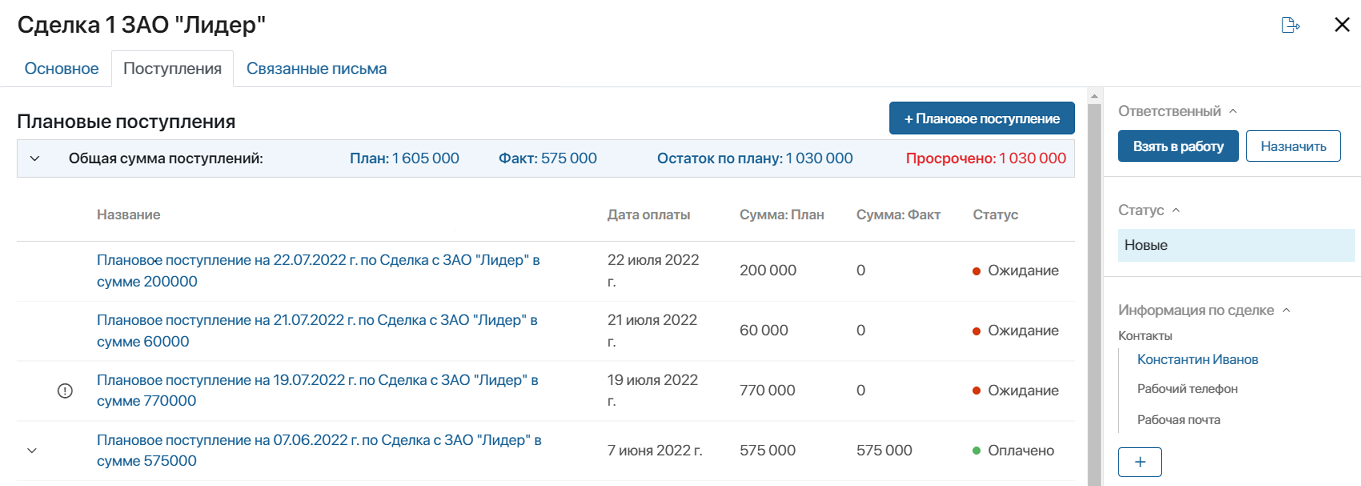 Сделка 1 ЗАО "Лидер"
Основное Поступления Связанные письма
Плановые поступления + Плановое поступление
Общая сумма поступлений: План: 1 605 000 Факт: 575 000 Остаток по плану: 1 030 000 Просрочено: 1 030 000
Название Дата оплаты Сумма: План Сумма: Факт Статус
Плановое поступление на 22.07.2022 г. по Сделка с ЗАО "Лидер" в
сумме 200000
22 июля 2022
г.
200 000 0 Ожидание
Плановое поступление на 21.07.2022 г. по Сделка с ЗАО "Лидер" в
сумме 60000
21 июля 2022
г.
60 000 0 Ожидание
Плановое поступление на 19.07.2022 г. по Сделка с ЗАО "Лидер" в
сумме 770000
19 июля 2022
г.
770 000 0 Ожидание
Плановое поступление на 07.06.2022 г. по Сделка с ЗАО "Лидер" в
сумме 575000
7 июня 2022 г. 575 000 575 000 Оплачено
Ответственный
Взять в работу Назначить
Статус
Новые
Информация по сделке
Контакты
Константин Иванов
Рабочий телефон
Рабочая почта
+